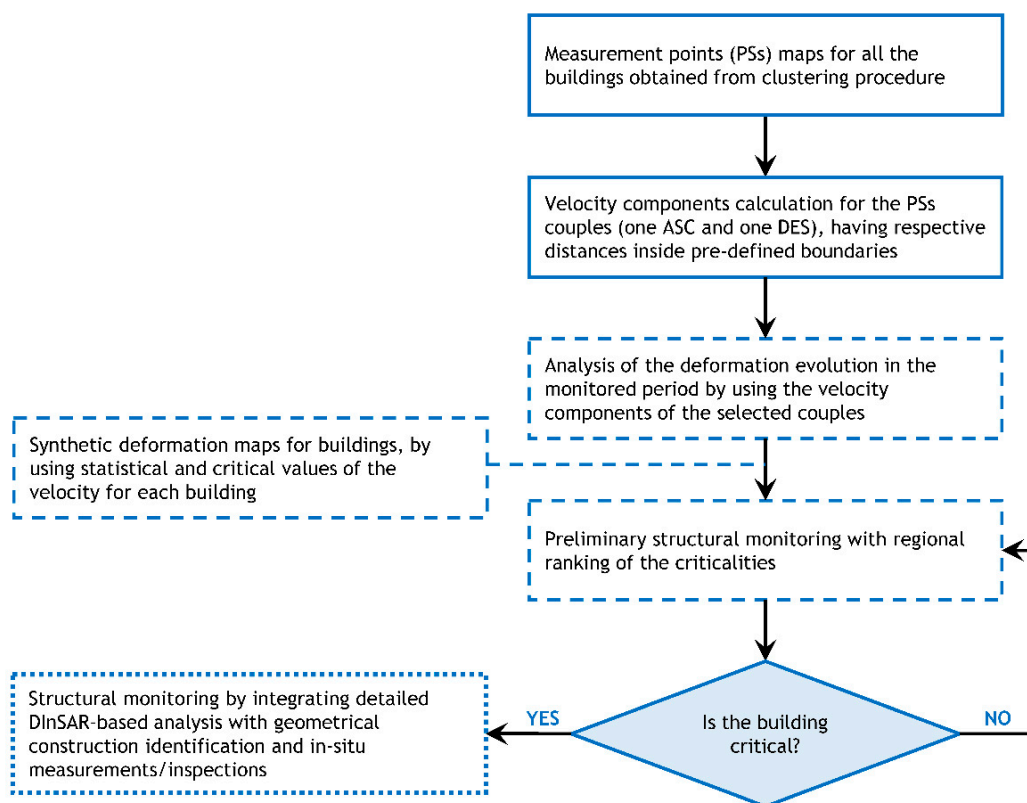 Measurement points (PSs) maps for all the
buildings obtained from clustering procedure
Velocity components calculation for the PSs
couples (one ASC and one DES), having respective
distances inside pre-defined boundaries
Analysis of the deformation evolution in the
monitored period by using the velocity
components of the selected couples
Synthetic deformation maps for buildings, by
using statistical and critical values of the
velocity for each building
Preliminary structural monitoring with regional
ranking of the criticalities
Structural monitoring by integrating detailed
DInSAR-based analysis with geometrical
construction identification and in-situ
measurements/inspections
YES
Is the building
critical?
NO